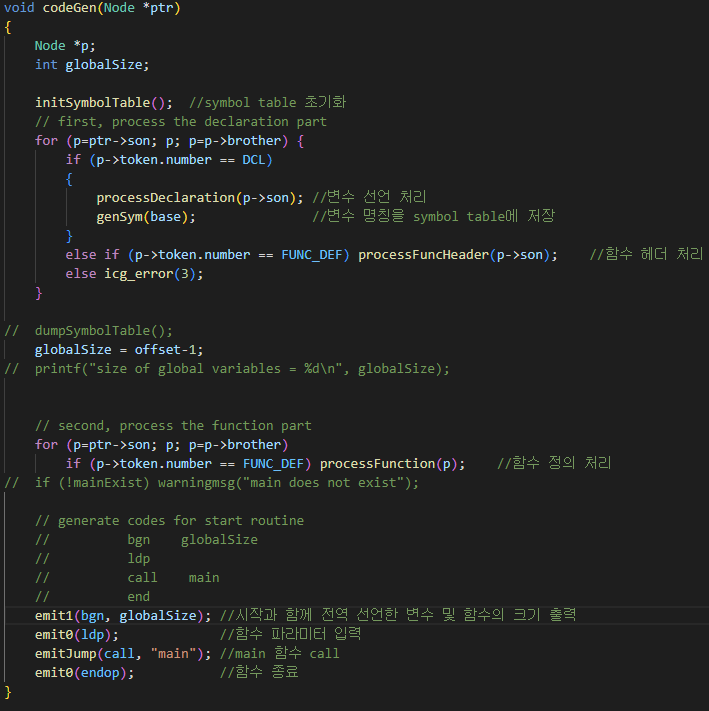 void codeGen(Node *ptr)
{
    Node *p;
    int globalSize;

    initSymbolTable();  //symbol table 초기화
    // first, process the declaration part
    for (p=ptr->son; p; p=p->brother) {
        if (p->token.number == DCL)
        {
            processDeclaration(p->son); //변수 선언 처리
            genSym(base);              //변수 명칭을 symbol table에 저장
        }
        else if (p->token.number == FUNC_DEF) processFuncHeader(p->son);    //함수 헤더 처리
        else icg_error(3);
    }

//  dumpSymbolTable();
    globalSize = offset-1;
//  printf("size of global variables = %d\n", globalSize);


    // second, process the function part
    for (p=ptr->son; p; p=p->brother)
        if (p->token.number == FUNC_DEF) processFunction(p);    //함수 정의 처리
//  if (!mainExist) warningmsg("main does not exist");

    // generate codes for start routine
    //          bgn    globalSize
    //          ldp
    //          call    main
    //          end
    emit1(bgn, globalSize); //시작과 함께 전역 선언한 변수 및 함수의 크기 출력
    emit0(ldp);             //함수 파라미터 입력
    emitJump(call, "main"); //main 함수 call
    emit0(endop);           //함수 종료
}